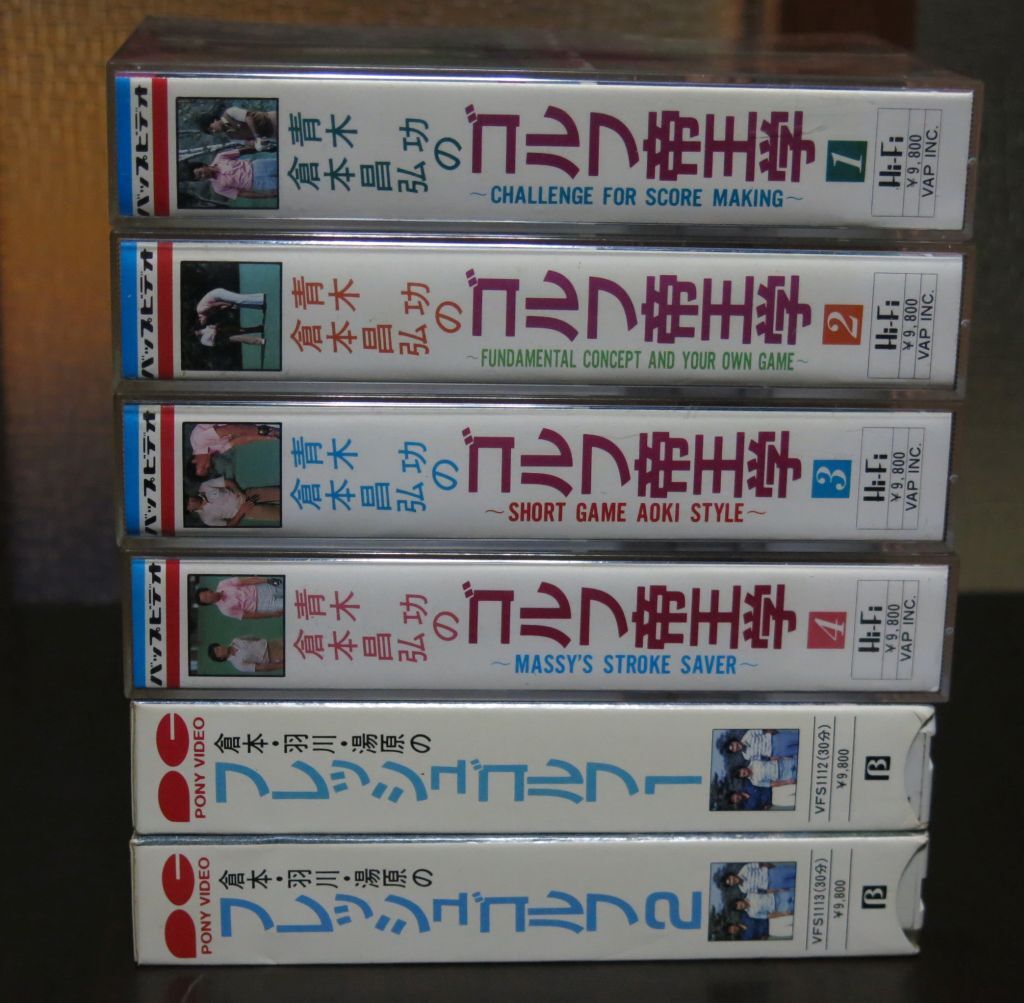 バップビデオ
青木 功
倉本昌弘の
ゴルフ帝王学 1
~CHALLENGE FOR SCORE MAKING~
Hi-Fi
¥9,800
VAP INC.
バップビデオ
青木 功
倉本昌弘の
ゴルフ帝王学 2
~FUNDAMENTAL CONCEPT AND YOUR OWN GAME~
Hi-Fi
¥9,800
VAP INC.
バップビデオ
青木 功
倉本昌弘の
ゴルフ帝王学 3
~SHORT GAME AOKI STYLE~
Hi-Fi
¥9,800
VAP INC.
バップビデオ
青木 功
倉本昌弘の
ゴルフ帝王学 4
~MASSY'S STROKE SAVER~
Hi-Fi
¥9,800
VAP INC.
PONY VIDEO
倉本・羽川・湯原の
フレッシュゴルフ1
VFS1112(30分)
¥9,800
β
PONY VIDEO
倉本・羽川・湯原の
フレッシュゴルフ2
VFS1113(30分)
¥9,800
β